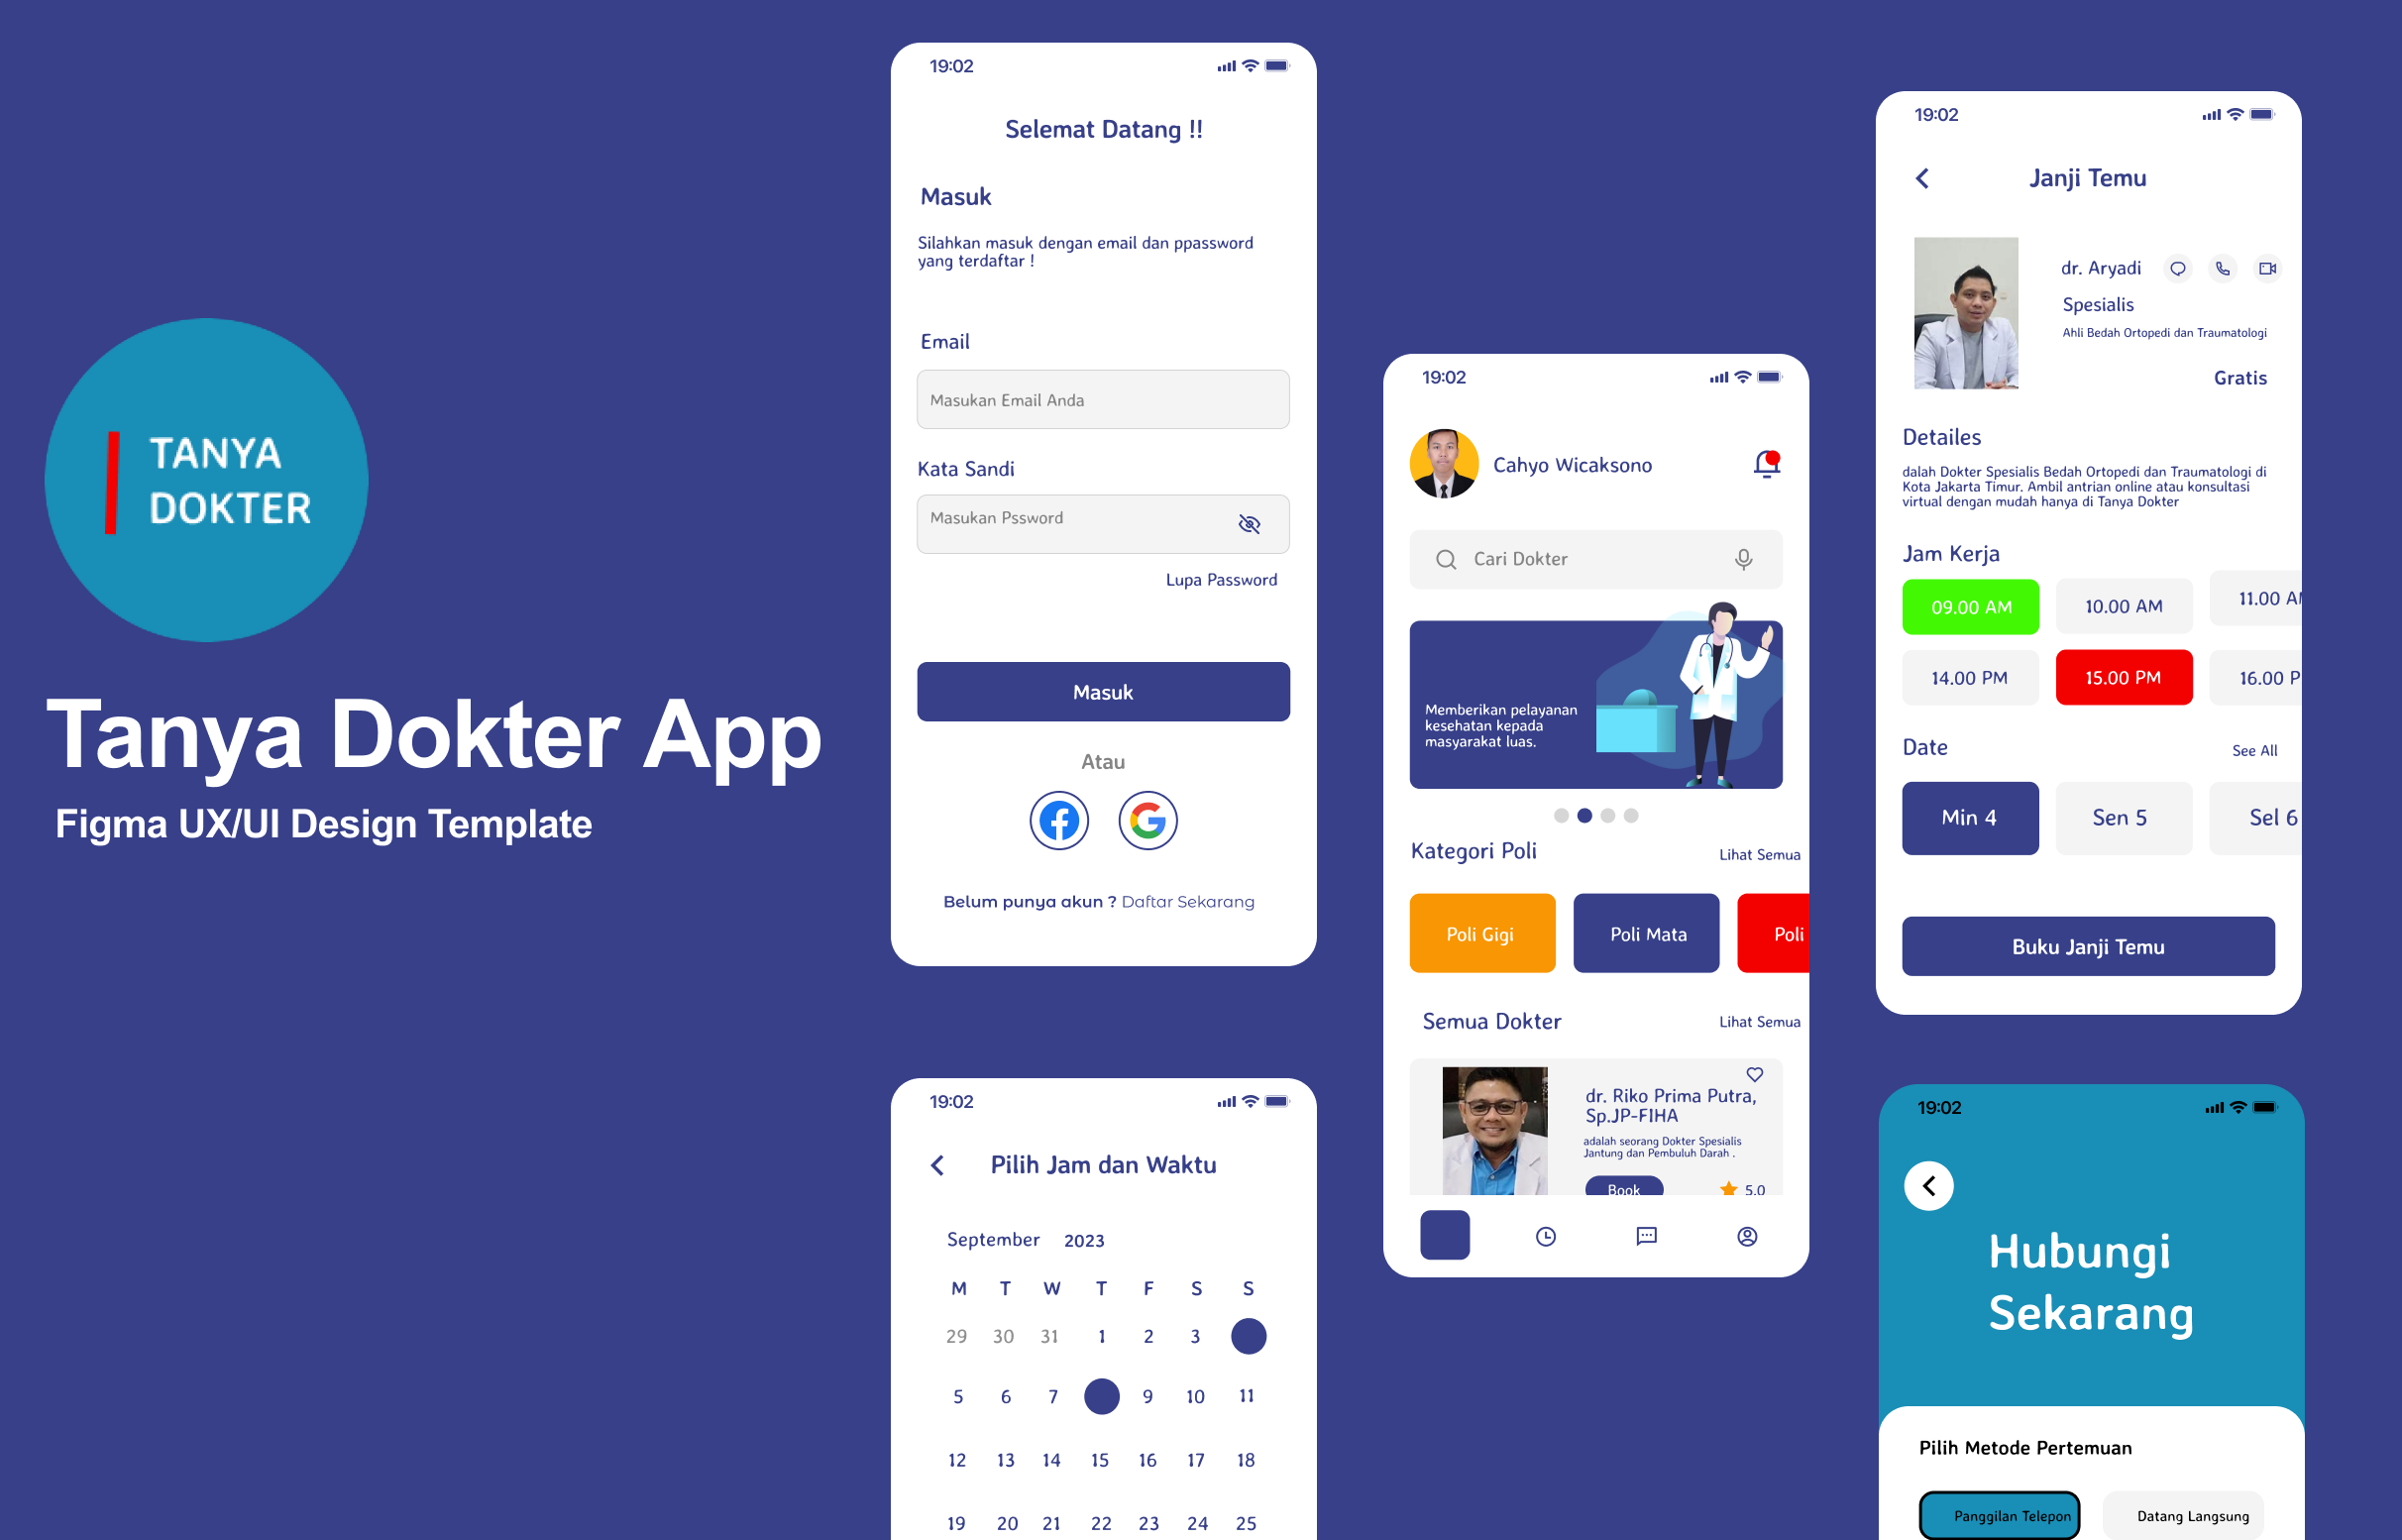 TANYA
DOKTER
Tanya Dokter App
Figma UX/UI Design Template
19:02
Selemat Datang !!
Masuk
Silahkan masuk dengan email dan ppassword
yang terdaftar !
Email
Masukan Email Anda
Kata Sandi
Masukan Pssword
Lupa Password
Masuk
Atau
Belum punya akun ? Daftar Sekarang
19:02
Pilih Jam dan Waktu
September 2023
M T W T F S S
29 30 31 1 2 3
5 6 7 9 10 11
12 13 14 15 16 17 18
19 20 21 22 23 24 25
19:02
Cahyo Wicaksono
Cari Dokter
Memberikan pelayanan
kesehatan kepada
masyarakat luas.
Kategori Poli Lihat Semua
Poli Gigi Poli Mata Poli
Semua Dokter Lihat Semua
dr. Riko Prima Putra,
Sp.JP-FIHA
adalah seorang Dokter Spesialis
Jantung dan Pembuluh Darah .
Book 5.0
19:02
Janji Temu
dr. Aryadi
Spesialis
Ahli Bedah Ortopedi dan Traumatologi
Gratis
Detailes
dalah Dokter Spesialis Bedah Ortopedi dan Traumatologi di
Kota Jakarta Timur. Ambil antrian online atau konsultasi
virtual dengan mudah hanya di Tanya Dokter
Jam Kerja
09.00 AM 10.00 AM 11.00 AM
14.00 PM 15.00 PM 16.00 P
Date See All
Min 4 Sen 5 Sel 6
Buku Janji Temu
19:02
Hubungi
Sekarang
Pilih Metode Pertemuan
Panggilan Telepon Datang Langsung